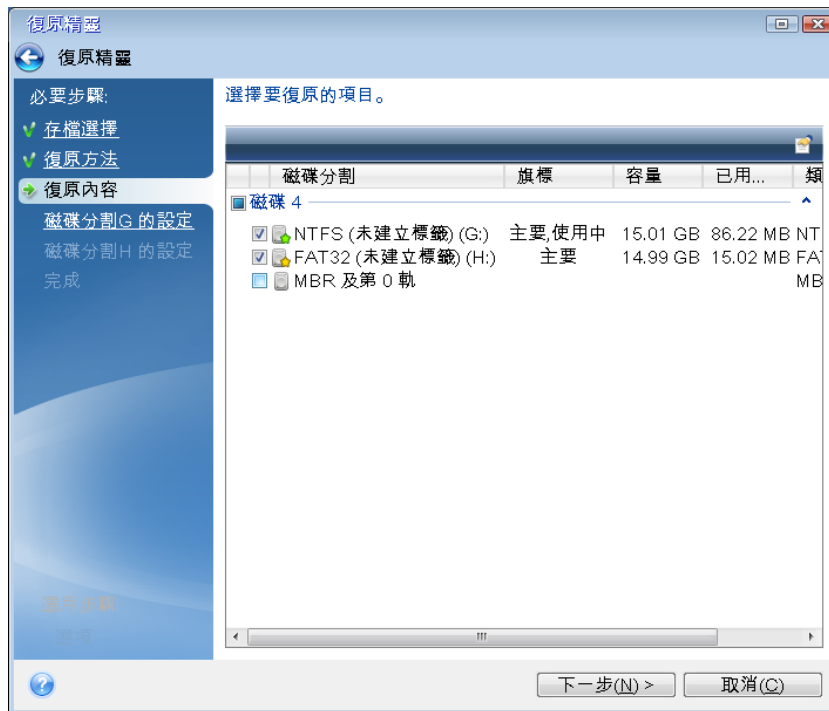 復原精靈
復原精靈
必要步驟:
存檔選擇
復原方法
復原內容
磁碟分割G 的設定
磁碟分割H 的設定
完成
選擇要復原的項目。
磁碟分割 旗標 容量 已用... 類
磁碟 4
NTFS (未建立標籤) (G:) 主要,使用中 15.01 GB 86.22 MB NT
FAT32 (未建立標籤) (H:) 主要 14.99 GB 15.02 MB FAT
MBR 及第 0 軌 MB
下一步(N) >
取消(C)